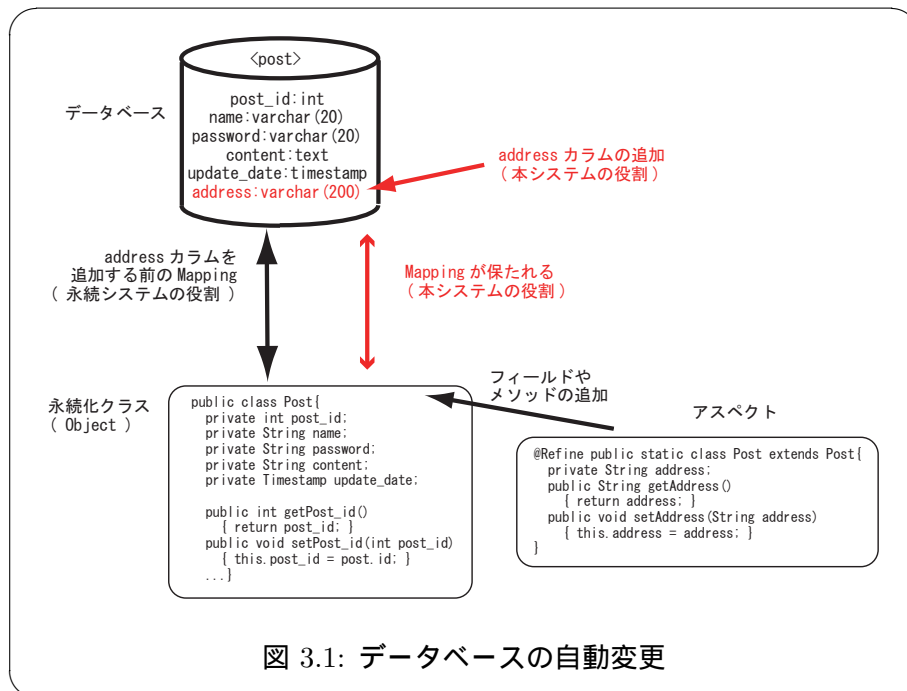 <post>
post_id:int
name:varchar(20)
password:varchar(20)
content:text
update_date:timestamp
address:varchar(200)
データベース
address カラムの追加
( 本システムの役割 )
address カラムを
追加する前の Mapping
( 永続システムの役割 )
Mapping が保たれる
( 本システムの役割 )
フィールドや
メソッドの追加
永続化クラス
( Object )
public class Post{
private int post_id;
private String name;
private String password;
private String content;
private Timestamp update_date;
public int getPost_id()
{ return post_id; }
public void setPost_id(int post_id)
{ this.post_id = post.id; }
...}
アスペクト
@Refine public static class Post extends Post{
private String address;
public String getAddress()
{ return address; }
public void setAddress(String address)
{ this.address = address; }
}
図 3.1: データベースの自動変更